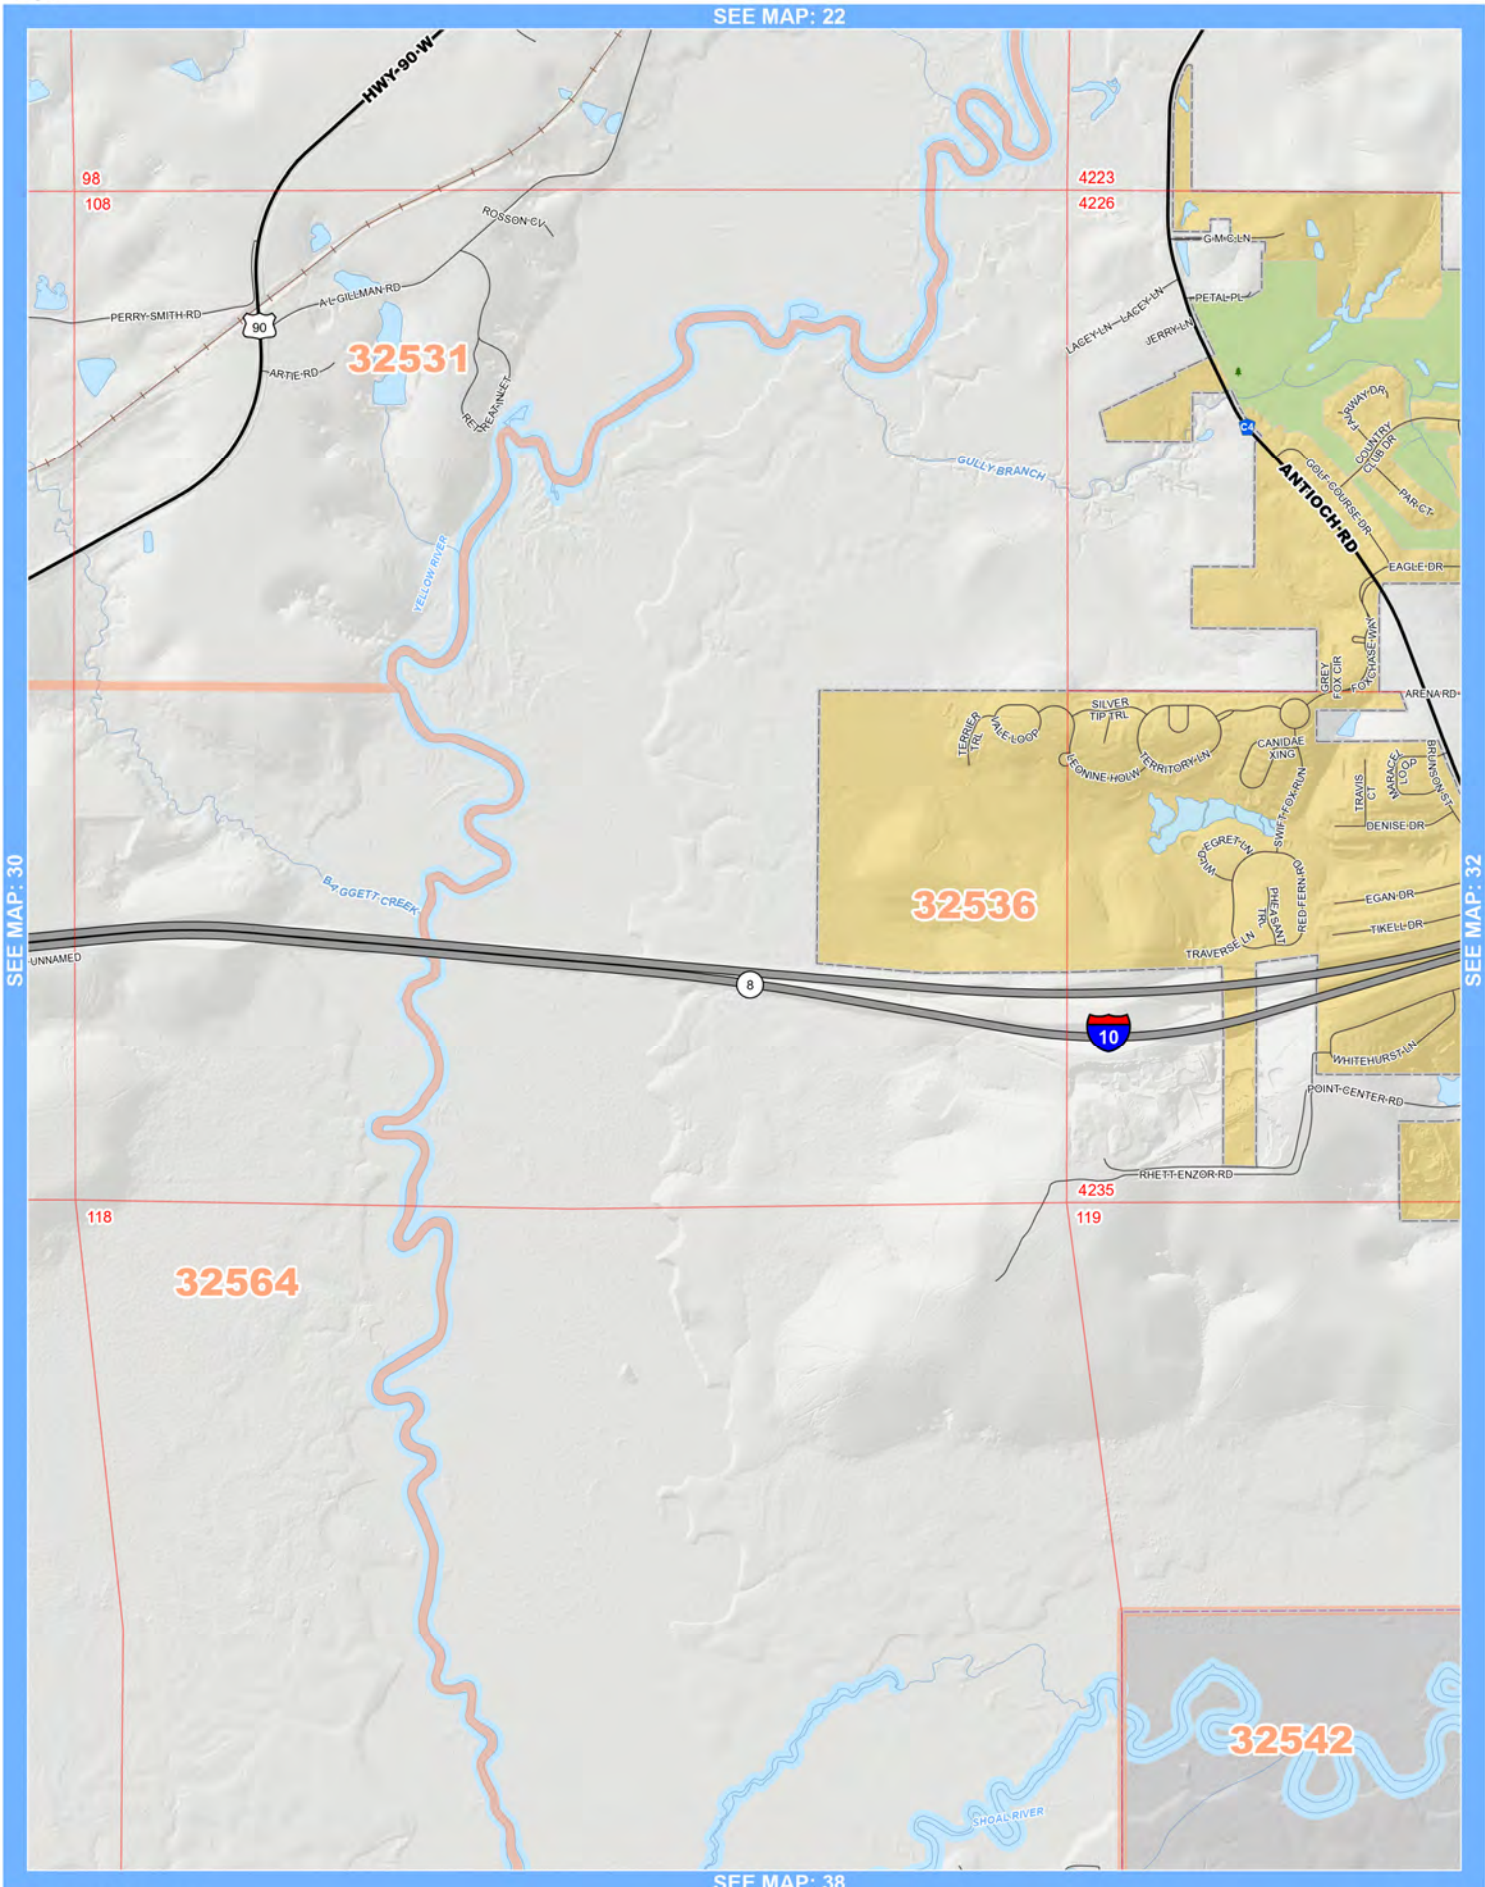 SEE MAP: 22
HWY-90-W
98
108
4223
4226
ROSSON CV
G M C LN
PERRY SMITH RD
A L GILLMAN RD
90
LACEY-LN
LACEY-LN
PETAL PL
JERRY-LN
32531
ARTIE RD
RETREAT INLET
C4
FAIRWAY DR
COUNTRY
CLUB DR
GULLY BRANCH
GOLF-COURSE DR
PAR-CT
ANTIOCH-RD
YELLOW RIVER
EAGLE DR
GREY
FOX CIR
FOXCHASE-WAY
ARENA RD
TERRIER
TRL
VALE-LOOP
SILVER
TIP TRL
LEONINE HOLW
TERRITORY-LN
CANIDAE
XING
TRAVIS
CT
MARACEL
LOOP
BRUNSON-ST
SWIFT-FOX-RUN
DENISE-DR
WILD-EGRET-LN
SEE MAP: 30
BAGGETT CREEK
32536
PHEASANT
TRL
RED-FERN-RD
EGAN DR
TIKELL DR
SEE MAP: 32
TRAVERSE LN
UNNAMED
8
10
WHITEHURST-LN
POINT CENTER RD
RHETT ENZOR RD
4235
118
119
32564
32542
SHOAL RIVER
SEE MAP: 38